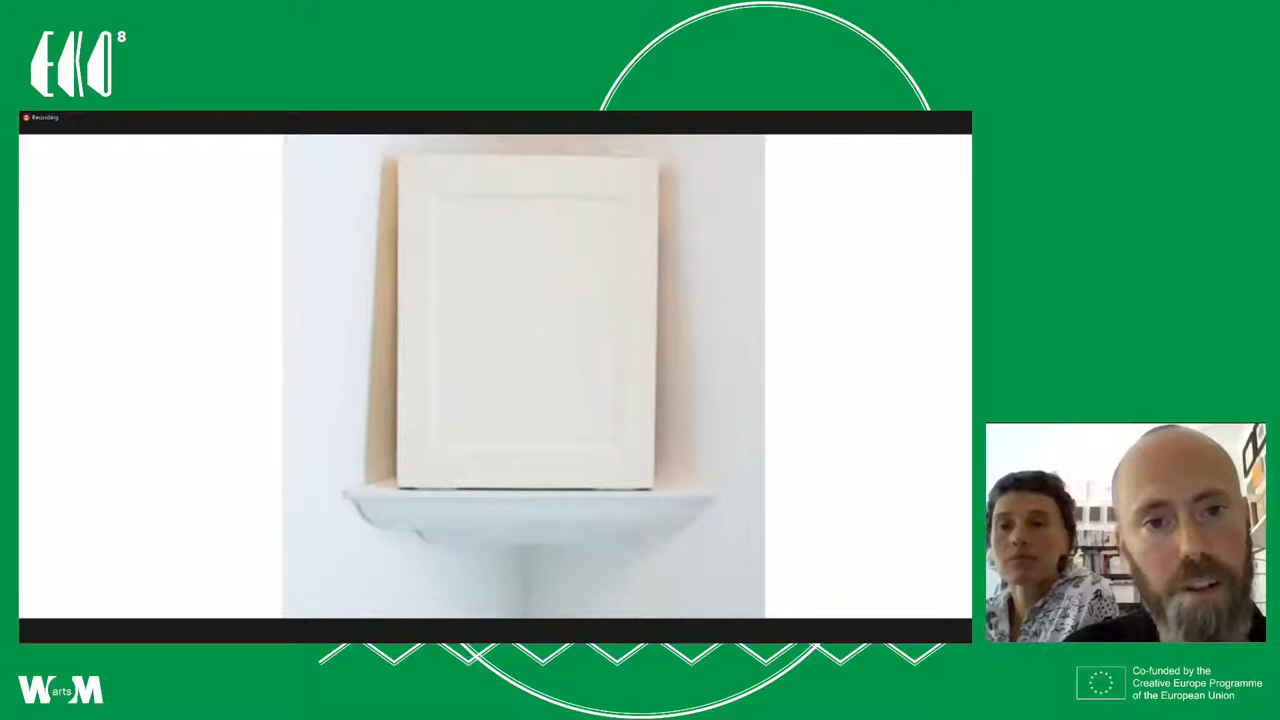 EKO8
Recording
W arts M
Co-funded by the
Creative Europe Programme
of the European Union